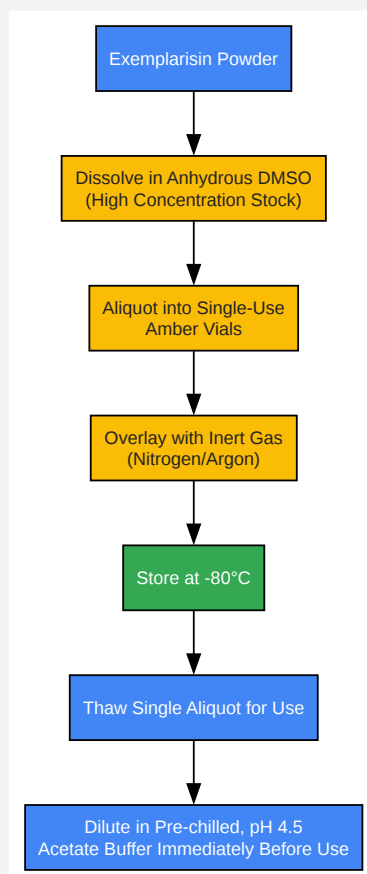 Exemplarisin Powder
Dissolve in Anhydrous DMSO
(High Concentration Stock)
Aliquot into Single-Use
Amber Vials
Overlay with Inert Gas
(Nitrogen/Argon)
Store at -80°C
Thaw Single Aliquot for Use
Dilute in Pre-chilled, pH 4.5
Acetate Buffer Immediately Before Use